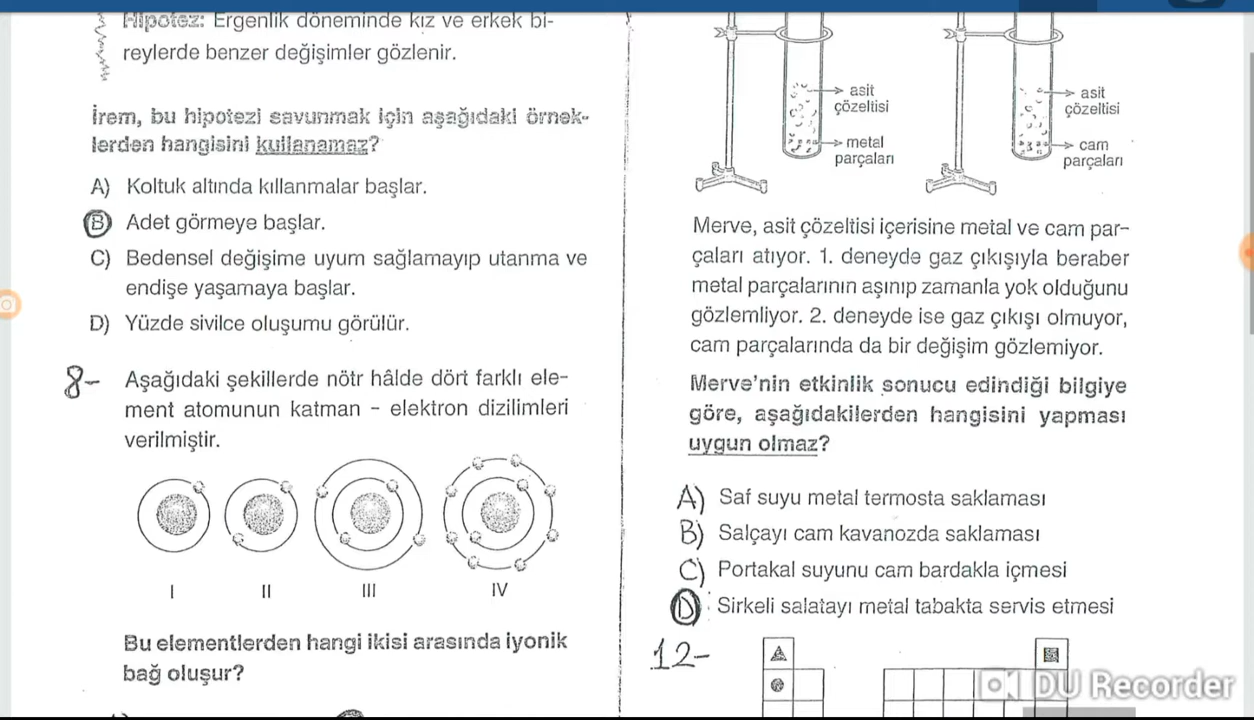 Hipotez: Ergenlik döneminde kız ve erkek bi-
reylerde benzer değişimler gözlenir.
İrem, bu hipotezi savunmak için aşağıdaki örnek-
lerden hangisini kullanamaz?
A) Koltuk altında kıllanmalar başlar.
B) Adet görmeye başlar.
C) Bedensel değişime uyum sağlamayıp utanma ve
endişe yaşamaya başlar.
D) Yüzde sivilce oluşumu görülür.
8- Aşağıdaki şekillerde nötr hâlde dört farklı ele-
ment atomunun katman - elektron dizilimleri
verilmiştir.
I II III IV
Bu elementlerden hangi ikisi arasında iyonik
bağ oluşur?
asit
çözeltisi
metal
parçaları
asit
çözeltisi
cam
parçaları
Merve, asit çözeltisi içerisine metal ve cam par-
çaları atıyor. 1. deneyde gaz çıkışıyla beraber
metal parçalarının aşınıp zamanla yok olduğunu
gözlemliyor. 2. deneyde ise gaz çıkışı olmuyor,
cam parçalarında da bir değişim gözlemiyor.
Merve'nin etkinlik sonucu edindiği bilgiye
göre, aşağıdakilerden hangisini yapması
uygun olmaz?
A) Saf suyu metal termosta saklaması
B) Salçayı cam kavanozda saklaması
C) Portakal suyunu cam bardakla içmesi
D) Sirkeli salatayı metal tabakta servis etmesi
12-
DU Recorder